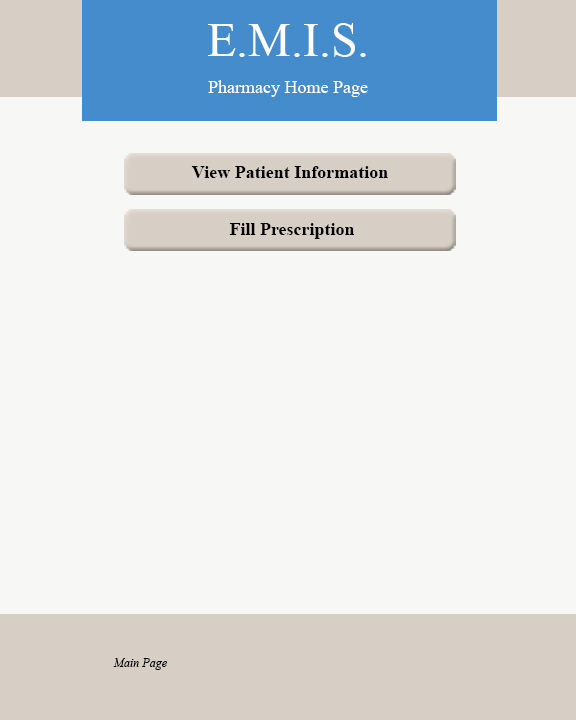 E.M.I.S.
Pharmacy Home Page
View Patient Information
Fill Prescription
Main Page